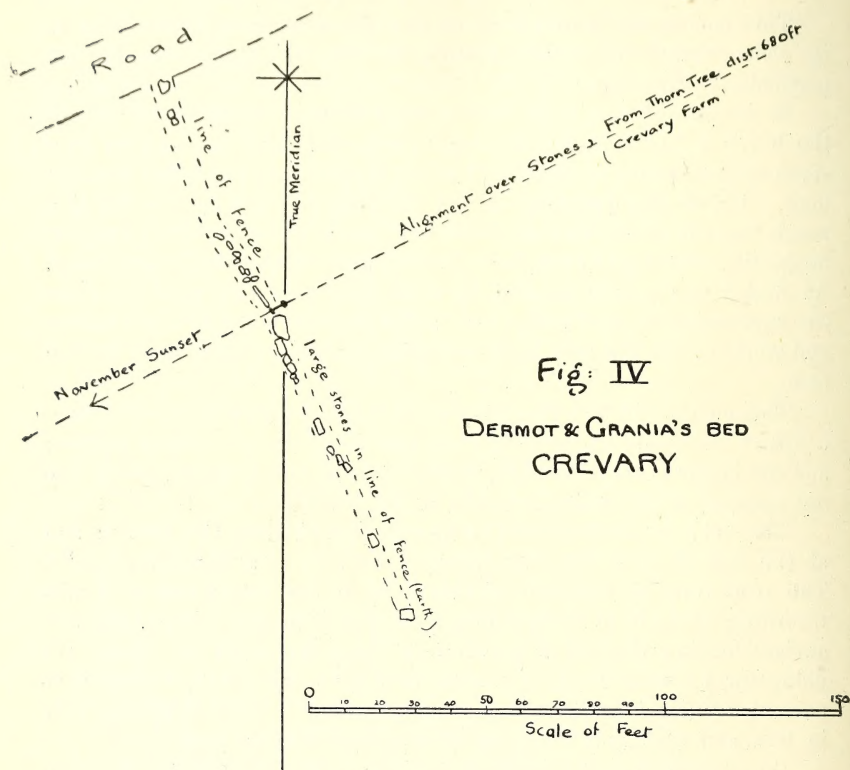 Road
line of fence
True Meridian
Alignment over Stones & From Thorn Tree dist. 680ft
(Crevary Farm)
November Sunset
large stones in line of fence (earth)
Fig: IV
DERMOT & GRANIA'S BED
CREVARY
0 10 20 30 40 50 60 70 80 90 100 150
Scale of Feet